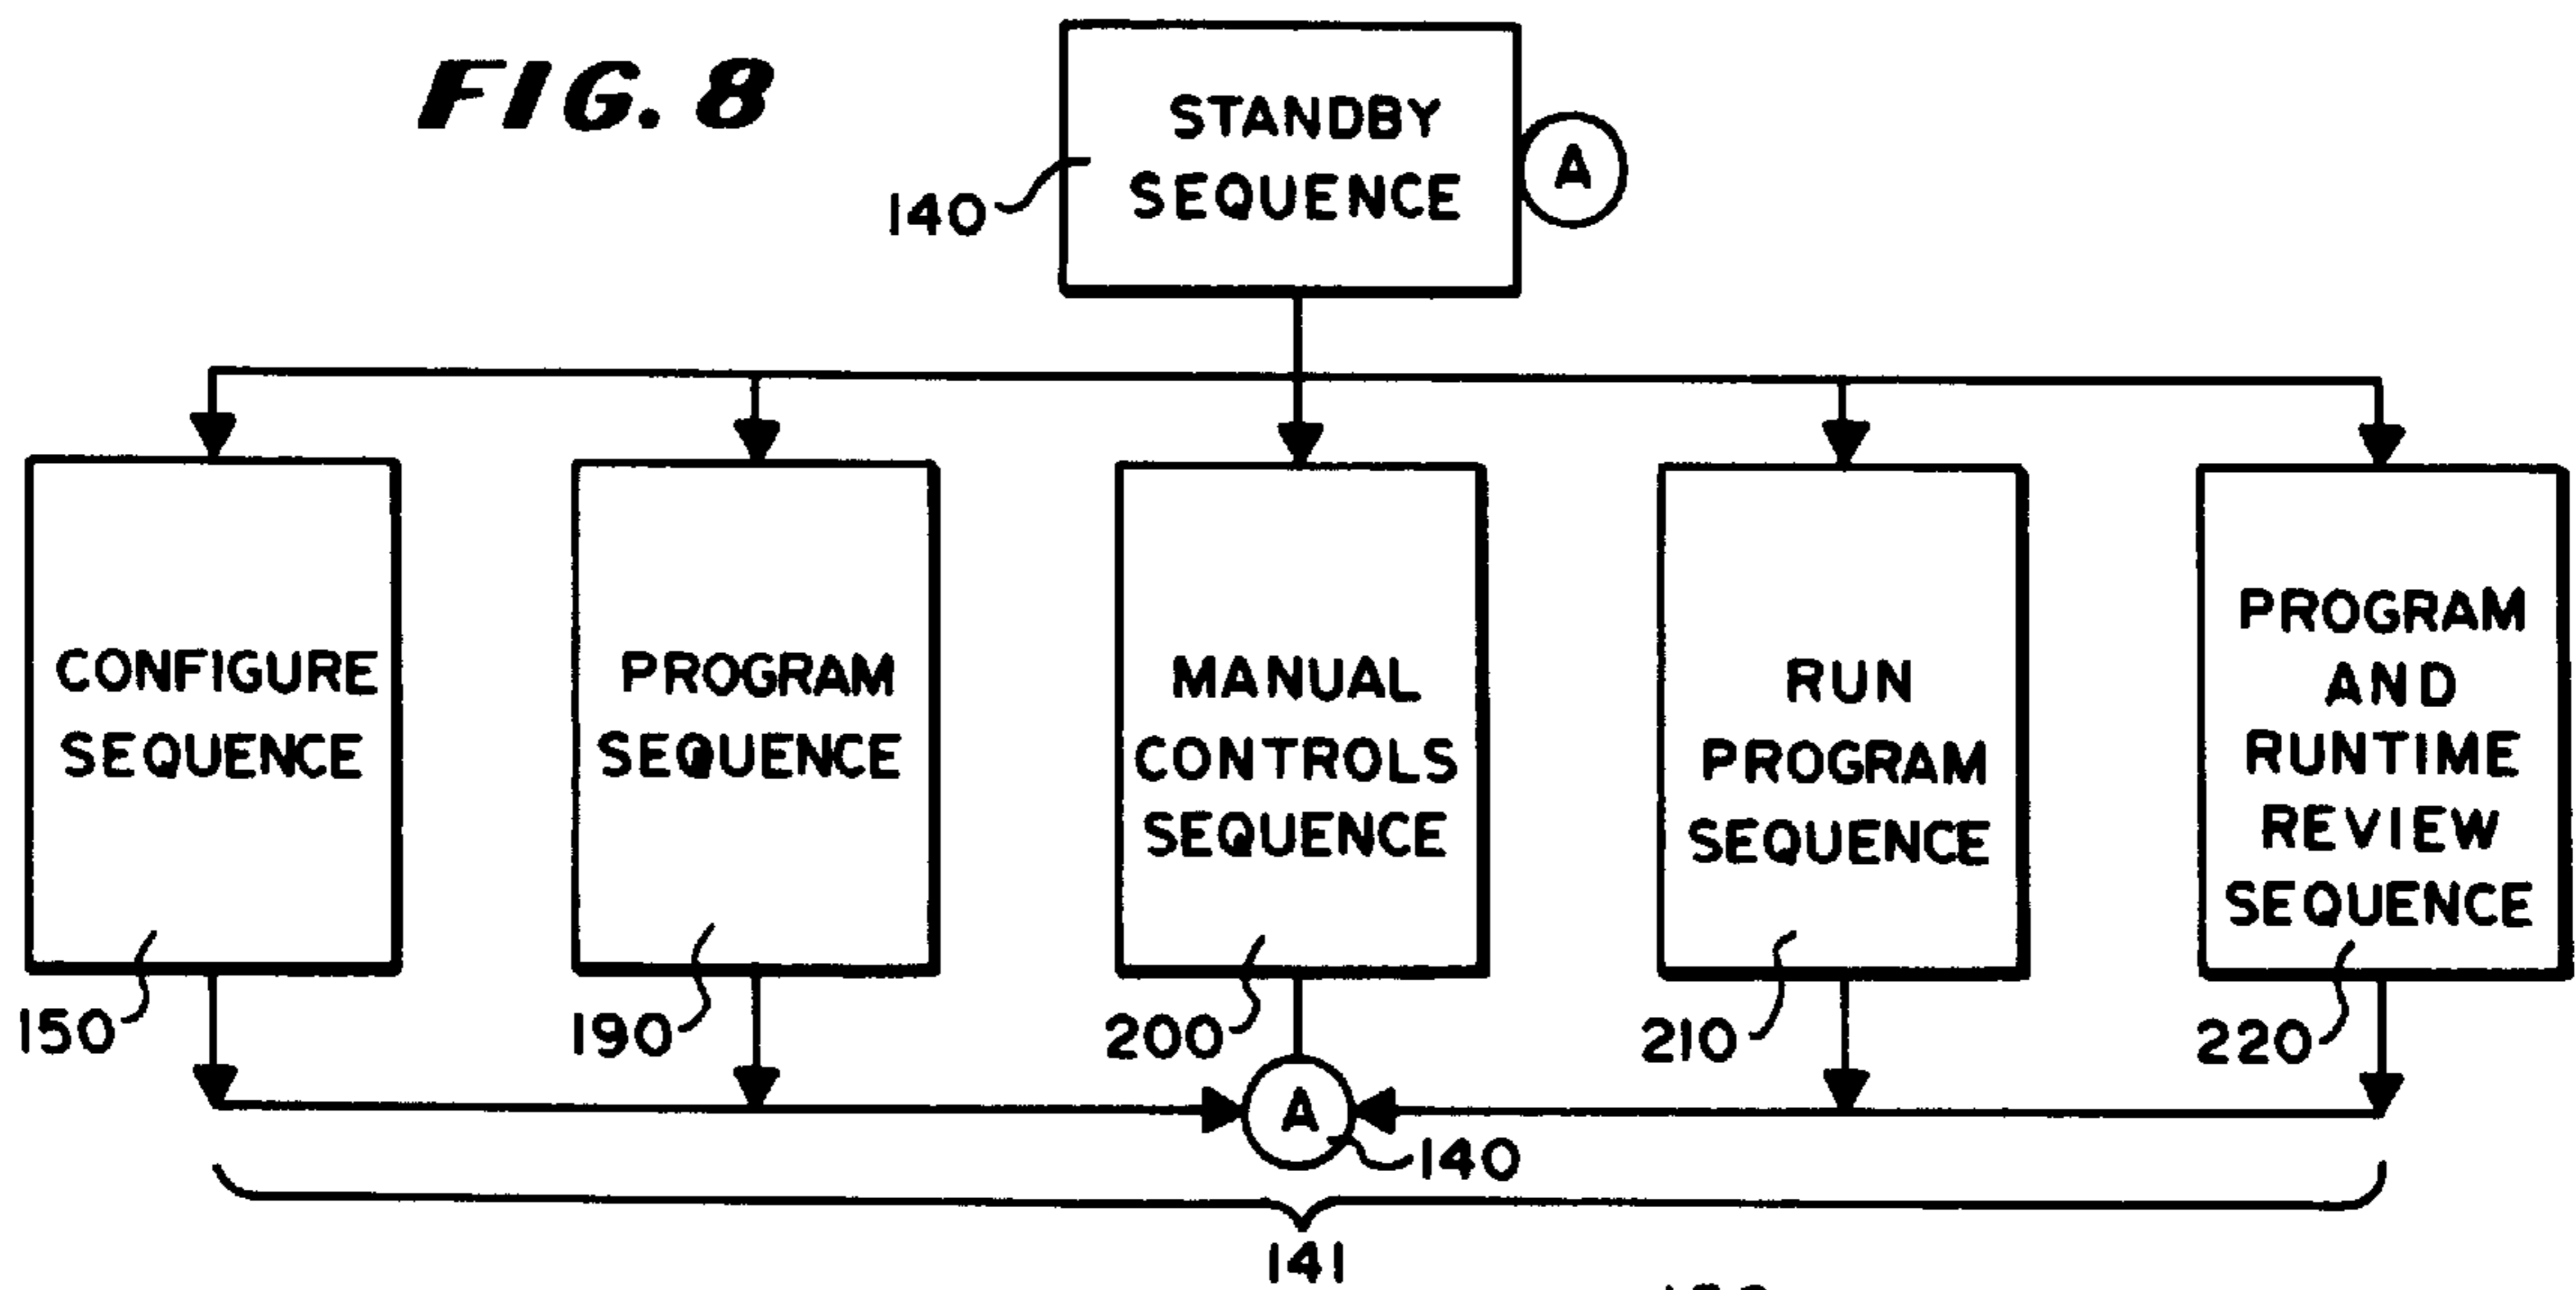 FIG. 8
STANDBY
SEQUENCE
A
140
CONFIGURE
SEQUENCE
150
PROGRAM
SEQUENCE
190
MANUAL
CONTROLS
SEQUENCE
200
RUN
PROGRAM
SEQUENCE
210
PROGRAM
AND
RUNTIME
REVIEW
SEQUENCE
220
A
140
141